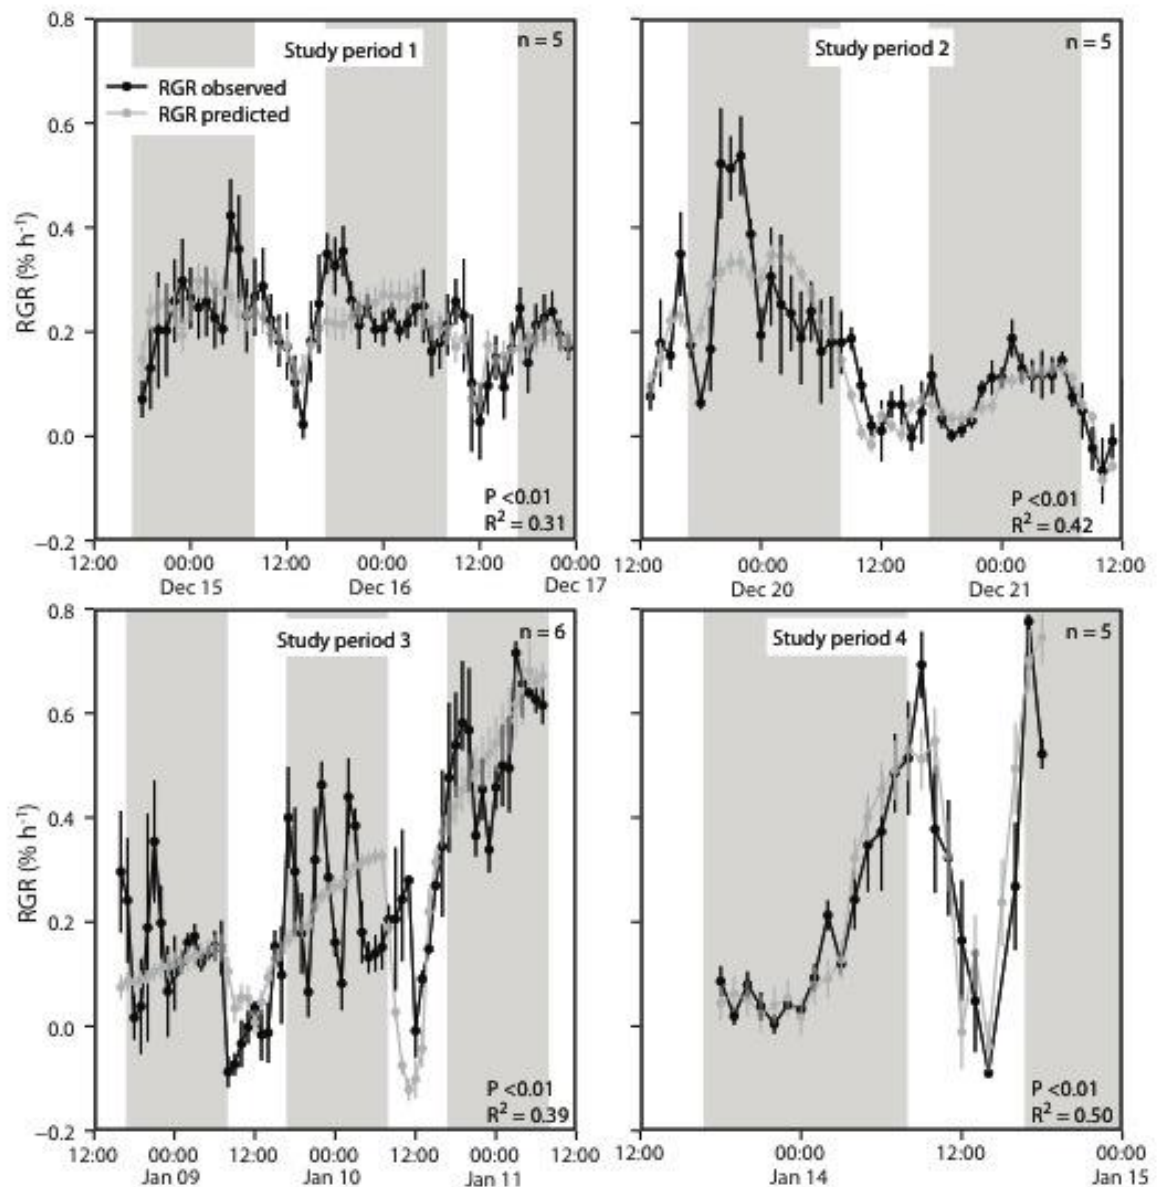 0.8
n = 5
Study period 1
RGR observed
RGR predicted
0.6
0.4
0.2
0.0
−0.2
RGR (% h⁻¹)
P <0.01
R² = 0.31
12:00 00:00 12:00 00:00 12:00 00:00
Dec 15 Dec 16 Dec 17
n = 5
Study period 2
P <0.01
R² = 0.42
12:00 00:00 12:00 00:00 12:00
Dec 20 Dec 21
0.8
n = 6
Study period 3
0.6
0.4
0.2
0.0
−0.2
RGR (% h⁻¹)
P <0.01
R² = 0.39
12:00 00:00 12:00 00:00 12:00 00:00 12:00
Jan 09 Jan 10 Jan 11
n = 5
Study period 4
P <0.01
R² = 0.50
12:00 00:00 12:00 00:00
Jan 14 Jan 15